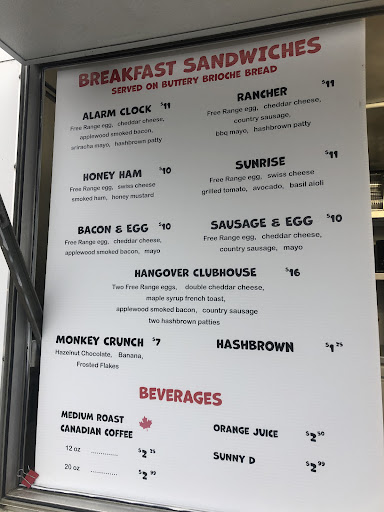 BREAKFAST SANDWICHES
SERVED ON BUTTERY BRIOCHE BREAD
ALARM CLOCK $11
Free Range egg, cheddar cheese,
applewood smoked bacon,
sriracha mayo, hashbrown patty
RANCHER $11
Free Range egg, cheddar cheese,
country sausage,
bbq mayo, hashbrown patty
HONEY HAM $10
Free Range egg, swiss cheese
smoked ham, honey mustard
SUNRISE $11
Free Range egg, swiss cheese
grilled tomato, avocado, basil aioli
BACON & EGG $10
Free Range egg, cheddar cheese,
applewood smoked bacon, mayo
SAUSAGE & EGG $10
Free Range egg, cheddar cheese,
country sausage, mayo
HANGOVER CLUBHOUSE $16
Two Free Range eggs, double cheddar cheese,
maple syrup french toast,
applewood smoked bacon, country sausage
two hashbrown patties
MONKEY CRUNCH $7
Hazelnut Chocolate, Banana,
Frosted Flakes
HASHBROWN $1.25
BEVERAGES
MEDIUM ROAST
CANADIAN COFFEE
12 oz ............. $2.25
20 oz ............. $2.99
ORANGE JUICE $2.50
SUNNY D $2.99